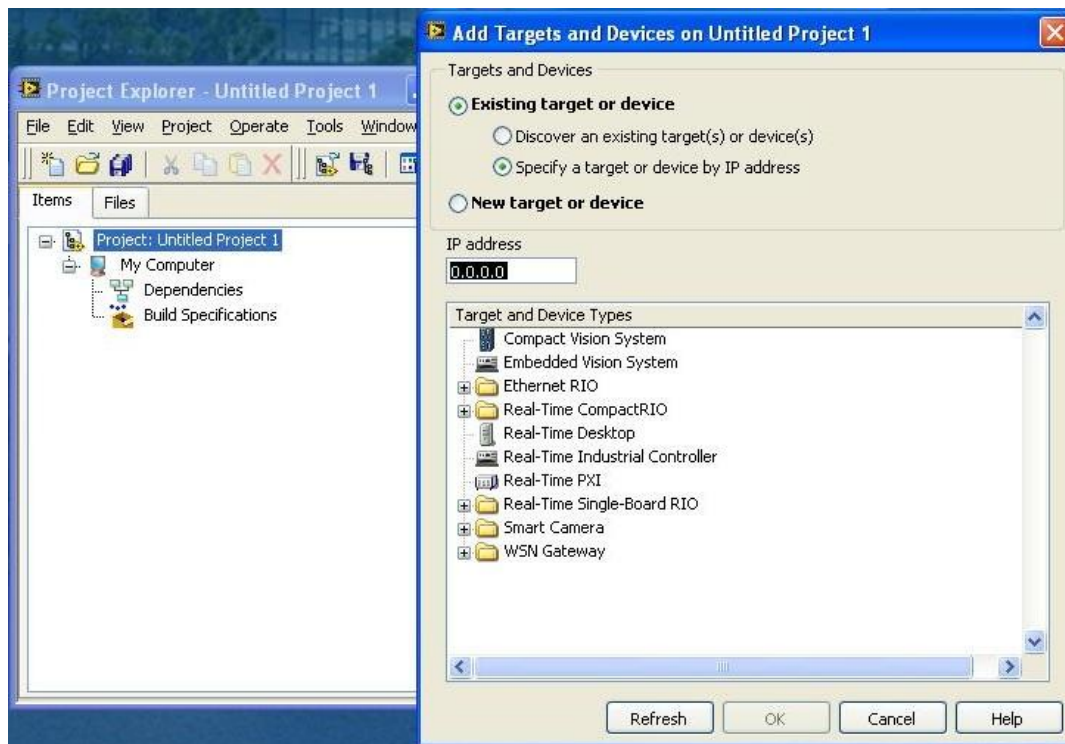 Project Explorer - Untitled Project 1
File Edit View Project Operate Tools Window
Items Files
Project: Untitled Project 1
My Computer
Dependencies
Build Specifications
Add Targets and Devices on Untitled Project 1
Targets and Devices
Existing target or device
Discover an existing target(s) or device(s)
Specify a target or device by IP address
New target or device
IP address
0.0.0.0
Target and Device Types
Compact Vision System
Embedded Vision System
Ethernet RIO
Real-Time CompactRIO
Real-Time Desktop
Real-Time Industrial Controller
Real-Time PXI
Real-Time Single-Board RIO
Smart Camera
WSN Gateway
Refresh OK Cancel Help